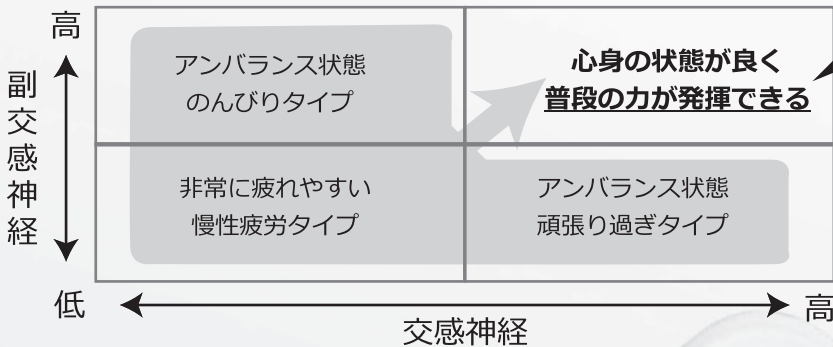 高
副交感神経
アンバランス状態
のんびりタイプ
心身の状態が良く
普段の力が発揮できる
非常に疲れやすい
慢性疲労タイプ
アンバランス状態
頑張り過ぎタイプ
低
高
交感神経